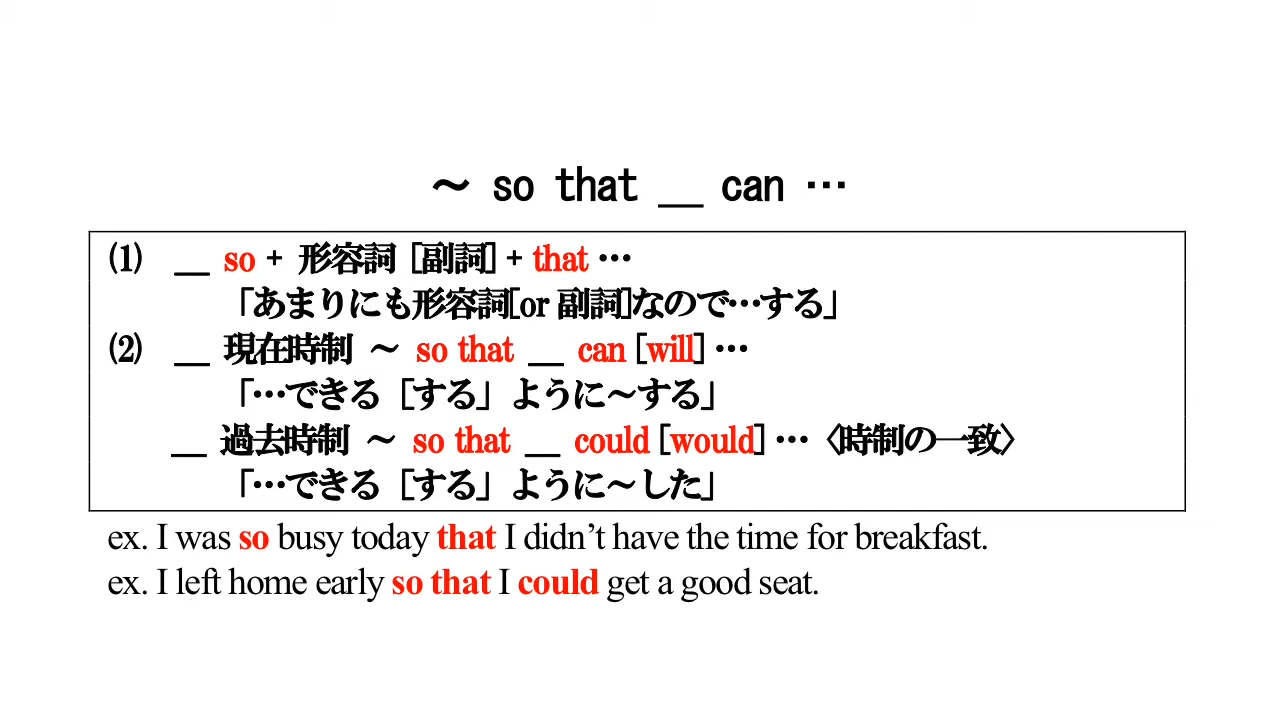 ～ so that __ can …
(1) __ so + 形容詞 [副詞] + that …
「あまりにも形容詞[or 副詞]なので…する」
(2) __ 現在時制 ～ so that __ can [will] …
「…できる［する」ように～する」
__ 過去時制 ～ so that __ could [would] … 〈時制の一致〉
「…できる［する」ように～した」
ex. I was so busy today that I didn’t have the time for breakfast.
ex. I left home early so that I could get a good seat.